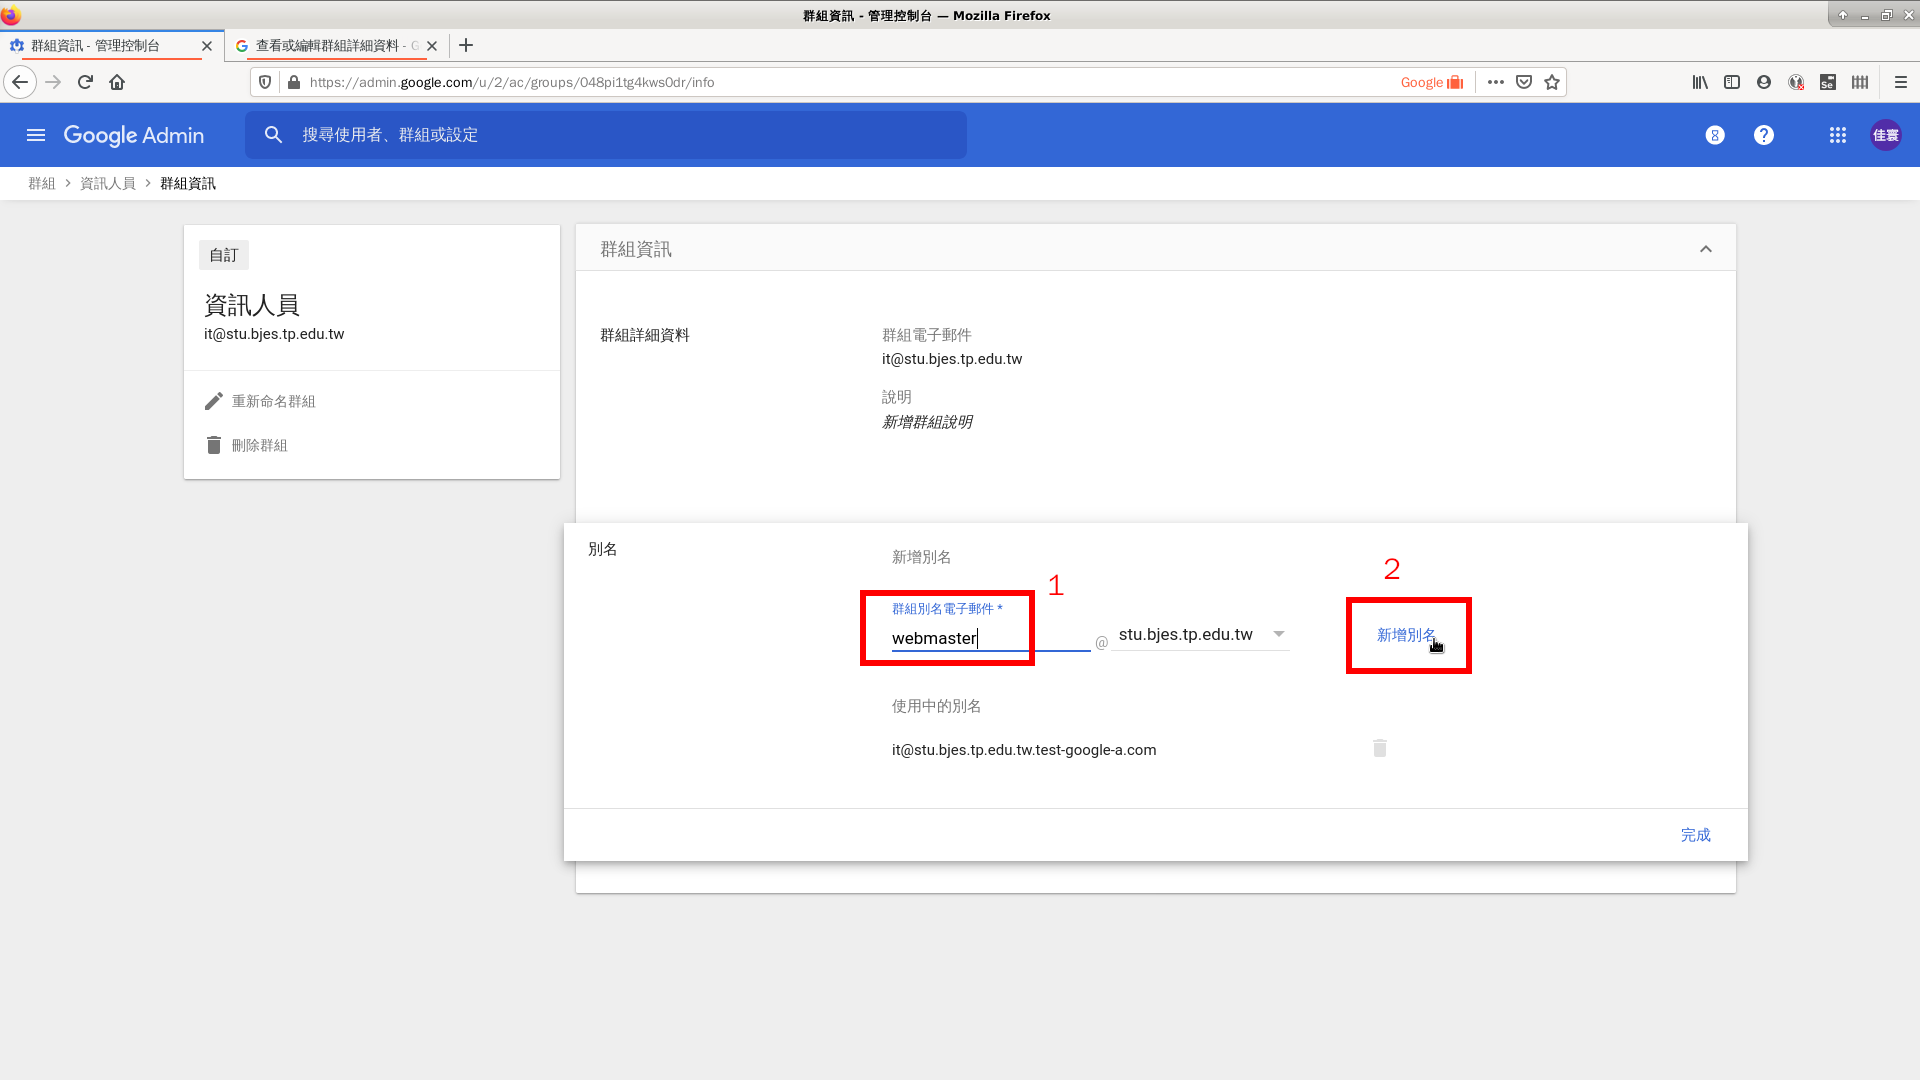 群組資訊 - 管理控制台 — Mozilla Firefox
群組資訊 - 管理控制台
查看或編輯群組詳細資料 - G
https://admin.google.com/u/2/ac/groups/048pi1tg4kws0dr/info
Google
Se
Google Admin
搜尋使用者、群組或設定
?
佳寰
群組 > 資訊人員 > 群組資訊
自訂
資訊人員
it@stu.bjes.tp.edu.tw
重新命名群組
刪除群組
群組資訊
群組詳細資料
群組電子郵件
it@stu.bjes.tp.edu.tw
說明
新增群組說明
別名
新增別名
1
2
群組別名電子郵件 *
webmaster @ stu.bjes.tp.edu.tw
新增別名
使用中的別名
it@stu.bjes.tp.edu.tw.test-google-a.com
完成